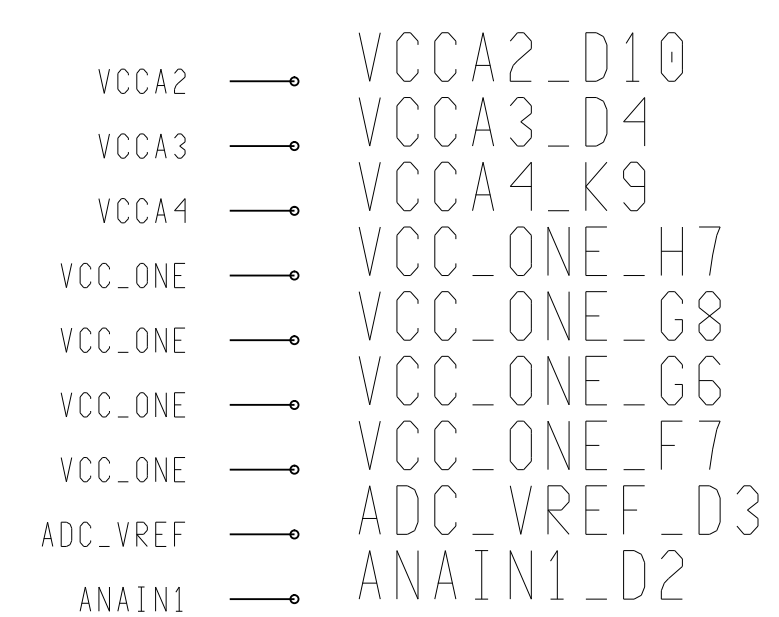 VCCA2 VCCA2_D10
VCCA3 VCCA3_D4
VCCA4 VCCA4_K9
VCC_ONE VCC_ONE_H7
VCC_ONE VCC_ONE_G8
VCC_ONE VCC_ONE_G6
VCC_ONE VCC_ONE_F7
ADC_VREF ADC_VREF_D3
ANAIN1 ANAIN1_D2